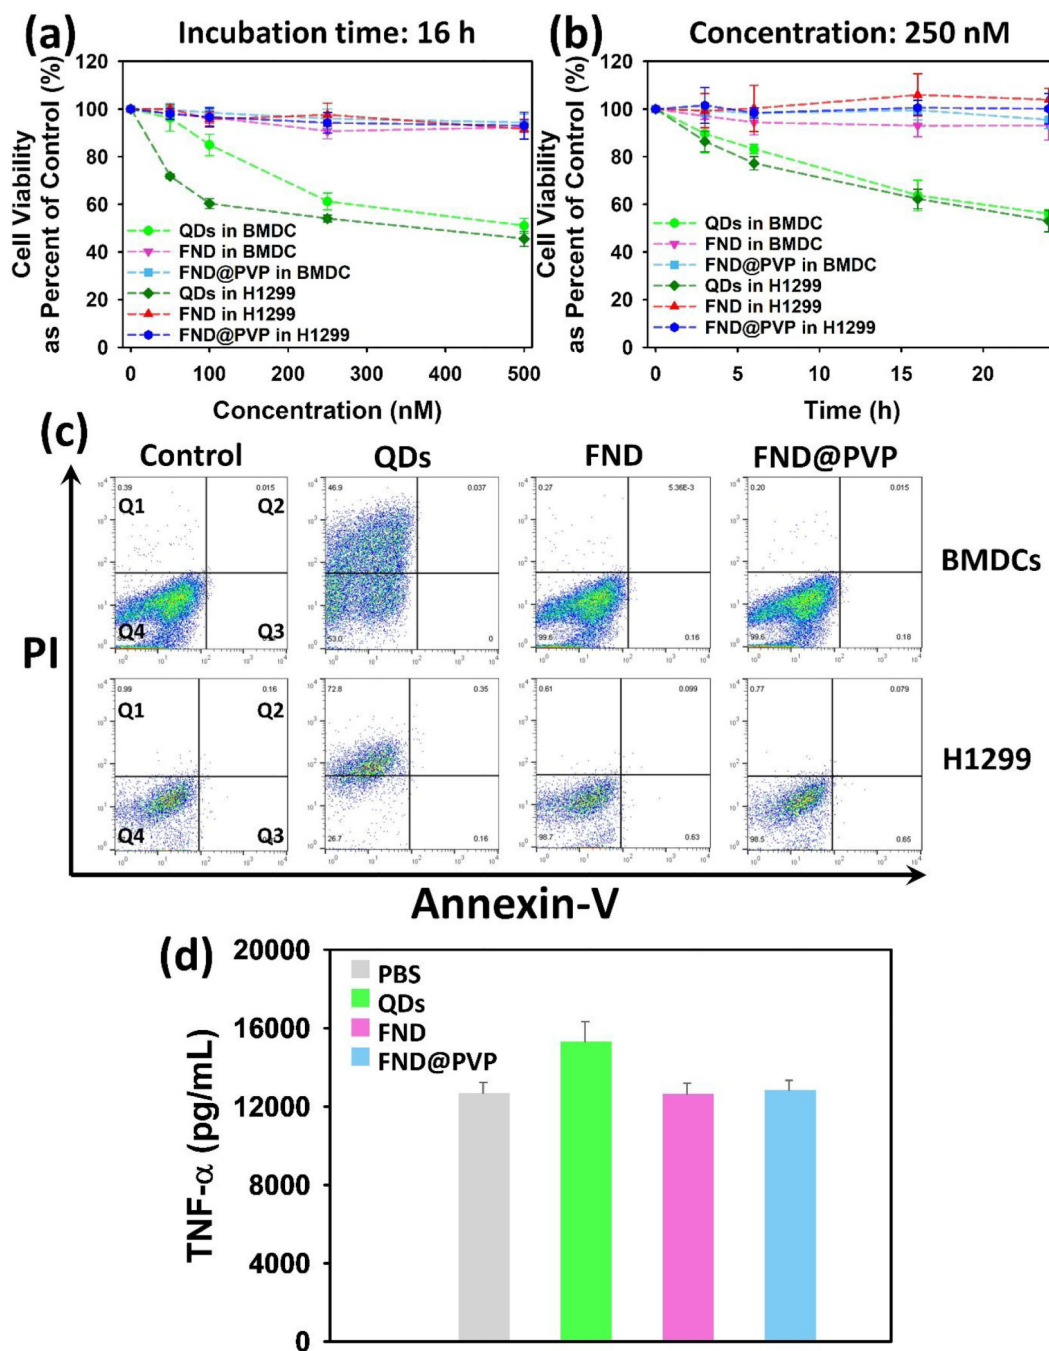 (a) Incubation time: 16 h
Cell Viability
as Percent of Control (%)
120
100
80
60
40
20
0
QDs in BMDC
FND in BMDC
FND@PVP in BMDC
QDs in H1299
FND in H1299
FND@PVP in H1299
0 100 200 300 400 500
Concentration (nM)
(b) Concentration: 250 nM
Cell Viability
as Percent of Control (%)
120
100
80
60
40
20
0
QDs in BMDC
FND in BMDC
FND@PVP in BMDC
QDs in H1299
FND in H1299
FND@PVP in H1299
0 5 10 15 20
Time (h)
(c)
Control QDs FND FND@PVP
0.39 0.015 46.9 0.037 0.27 5.36E-3 0.20 0.015
Q1 Q2
BMDCs
Q4 Q3
53.0 0 99.6 0.16 99.6 0.18
PI
0.99 0.16 72.8 0.35 0.61 0.099 0.77 0.079
Q1 Q2
H1299
Q4 Q3
26.7 0.16 98.7 0.63 98.5 0.65
Annexin-V
(d)
TNF-α (pg/mL)
20000
16000
12000
8000
4000
0
PBS
QDs
FND
FND@PVP